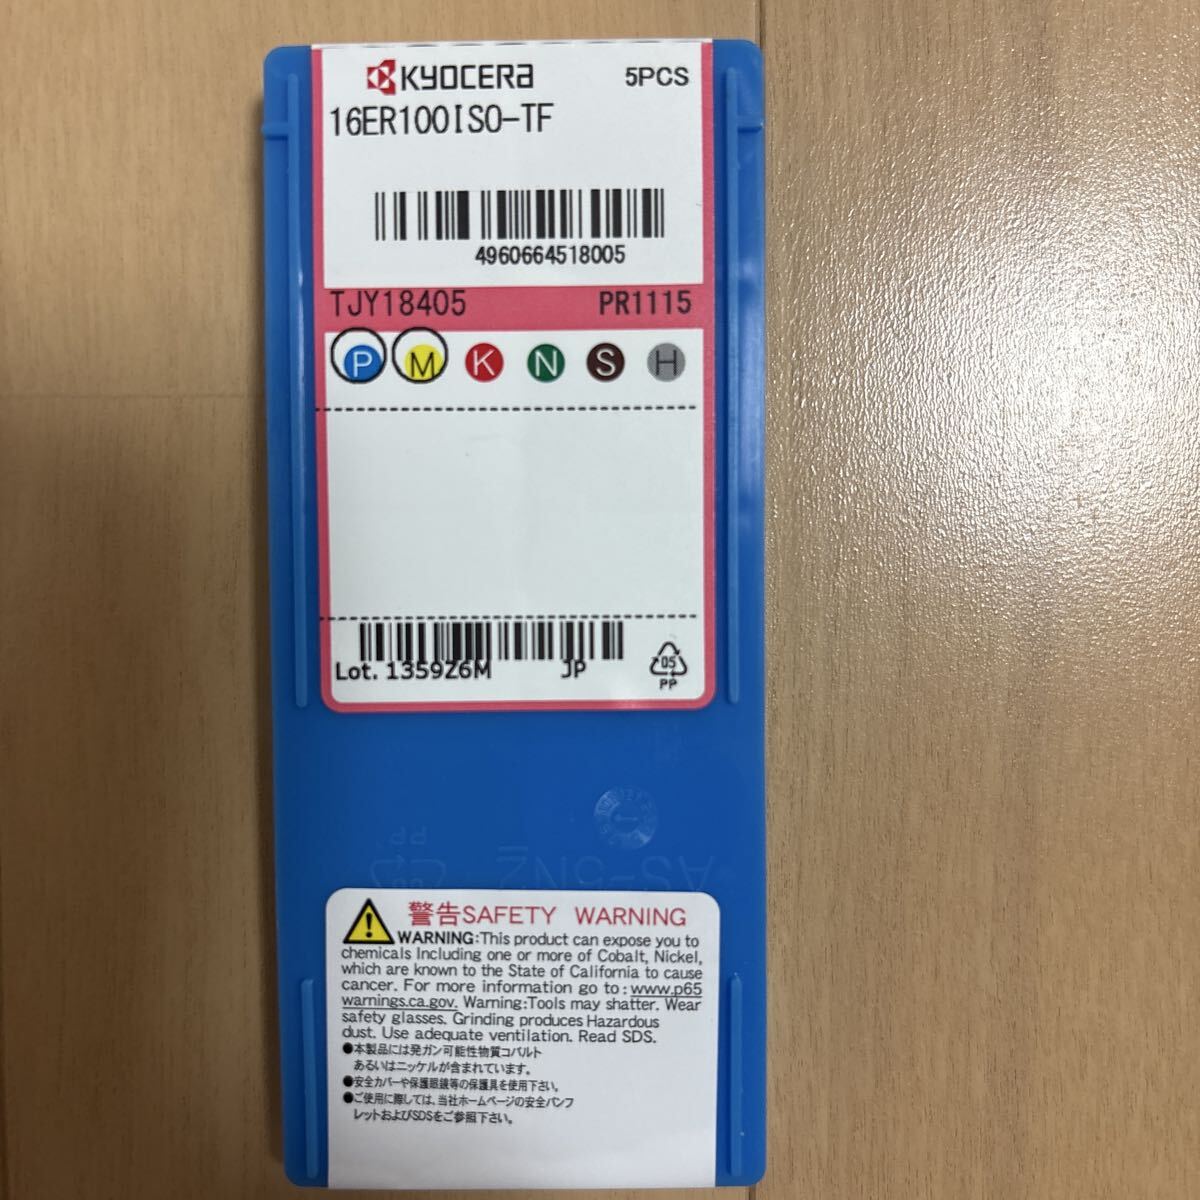 KYOCERA 5PCS
16ER100ISO-TF
4960664518005
TJY18405 PR1115
P M K N S H
Lot. 1359Z6M JP
05
PP
PP
AS-5N2
警告SAFETY WARNING
WARNING:This product can expose you to
chemicals Including one or more of Cobalt, Nickel,
which are known to the State of California to cause
cancer. For more information go to : www.p65
warnings.ca.gov. Warning:Tools may shatter. Wear
safety glasses. Grinding produces Hazardous
dust. Use adequate ventilation. Read SDS.
●本製品には発ガン可能性物質コバルト
あるいはニッケルが含まれています。
●安全カバーや保護眼鏡等の保護具を使用下さい。
●ご使用に際しては、当社ホームページの安全パンフ
レットおよびSDSをご参照下さい。